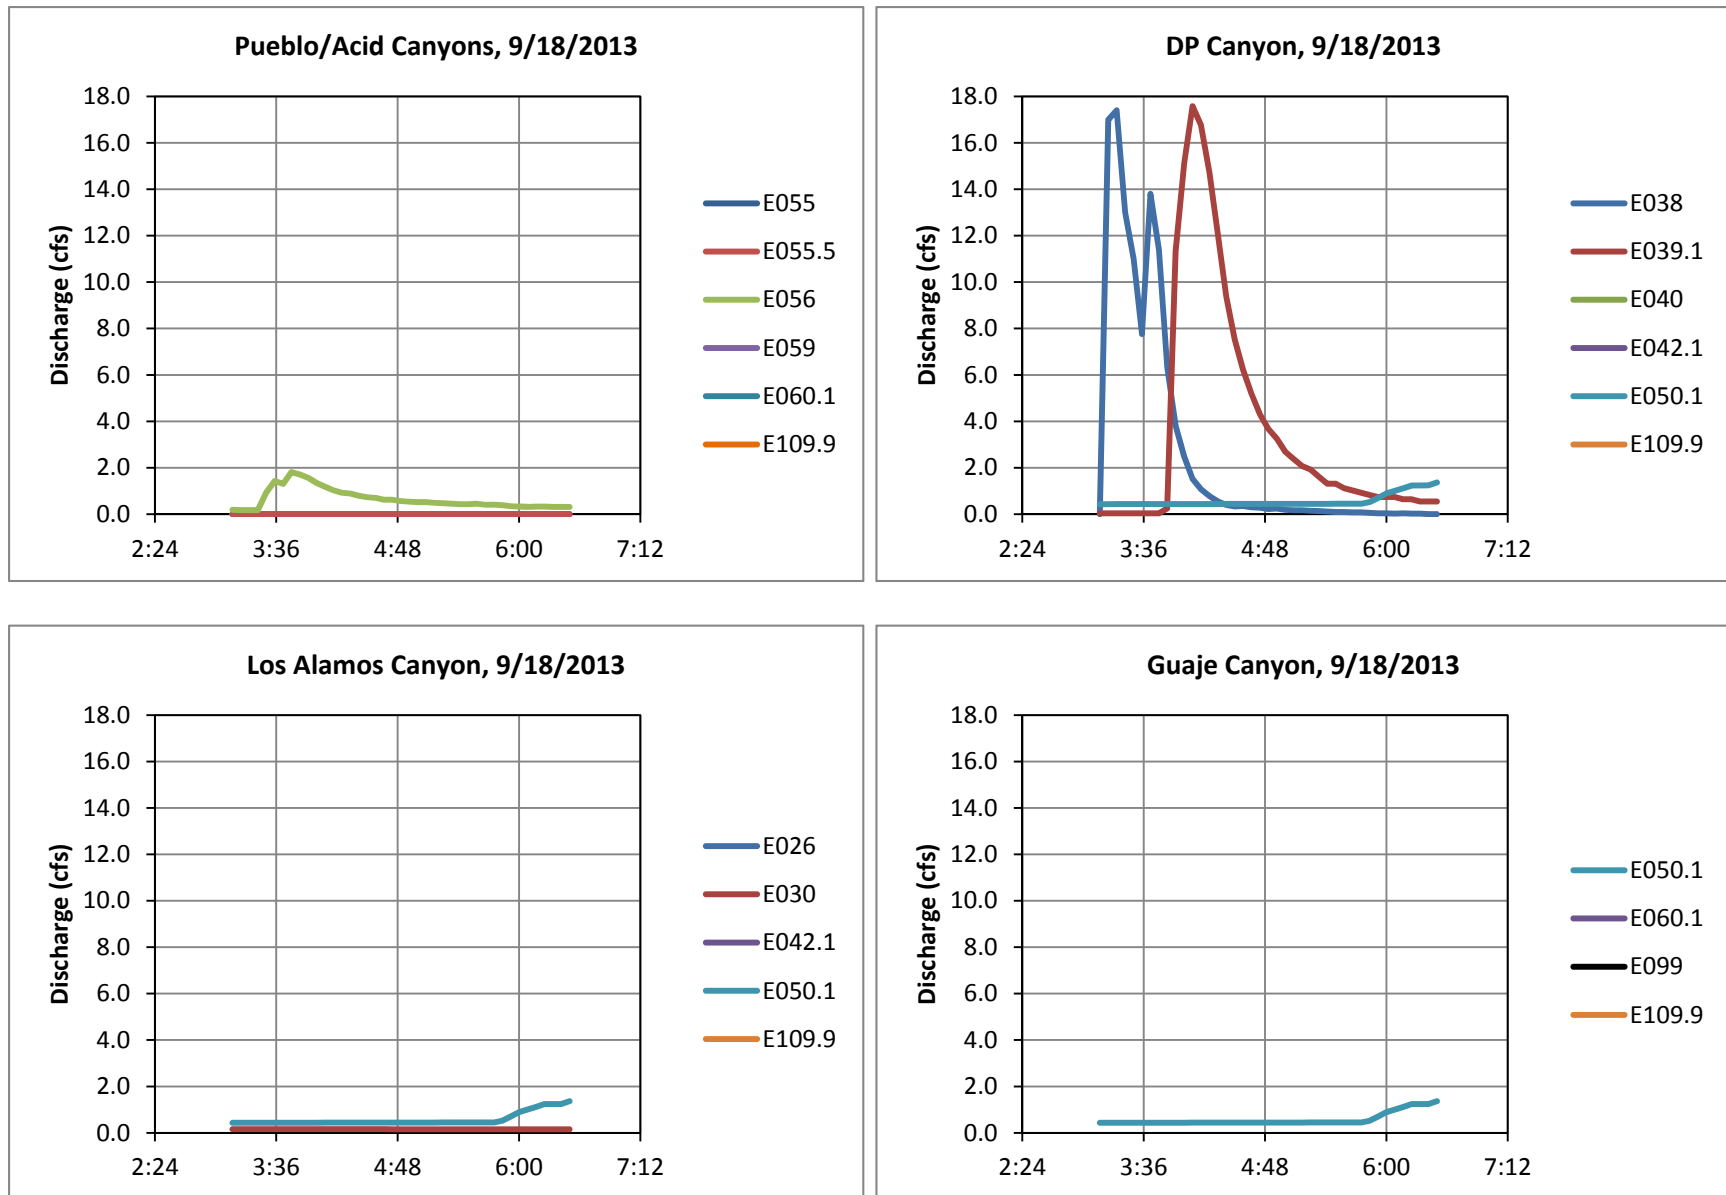 Pueblo/Acid Canyons, 9/18/2013
Discharge (cfs)
18.0
16.0
14.0
12.0
10.0
8.0
6.0
4.0
2.0
0.0
2:24 3:36 4:48 6:00 7:12
E055
E055.5
E056
E059
E060.1
E109.9
DP Canyon, 9/18/2013
Discharge (cfs)
18.0
16.0
14.0
12.0
10.0
8.0
6.0
4.0
2.0
0.0
2:24 3:36 4:48 6:00 7:12
E038
E039.1
E040
E042.1
E050.1
E109.9
Los Alamos Canyon, 9/18/2013
Discharge (cfs)
18.0
16.0
14.0
12.0
10.0
8.0
6.0
4.0
2.0
0.0
2:24 3:36 4:48 6:00 7:12
E026
E030
E042.1
E050.1
E109.9
Guaje Canyon, 9/18/2013
Discharge (cfs)
18.0
16.0
14.0
12.0
10.0
8.0
6.0
4.0
2.0
0.0
2:24 3:36 4:48 6:00 7:12
E050.1
E060.1
E099
E109.9